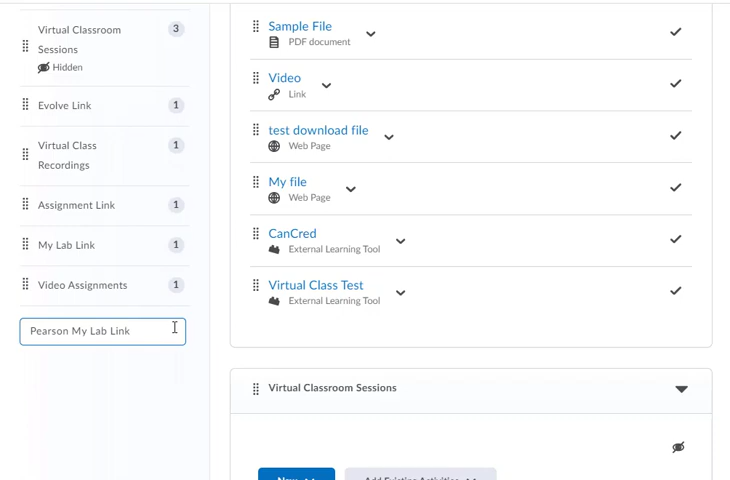 Virtual Classroom
Sessions
3
Hidden
Evolve Link
1
Virtual Class
Recordings
1
Assignment Link
1
My Lab Link
1
Video Assignments
1
Pearson My Lab Link
Sample File
PDF document
Video
Link
test download file
Web Page
My file
Web Page
CanCred
External Learning Tool
Virtual Class Test
External Learning Tool
Virtual Classroom Sessions
New
Add Existing Activities